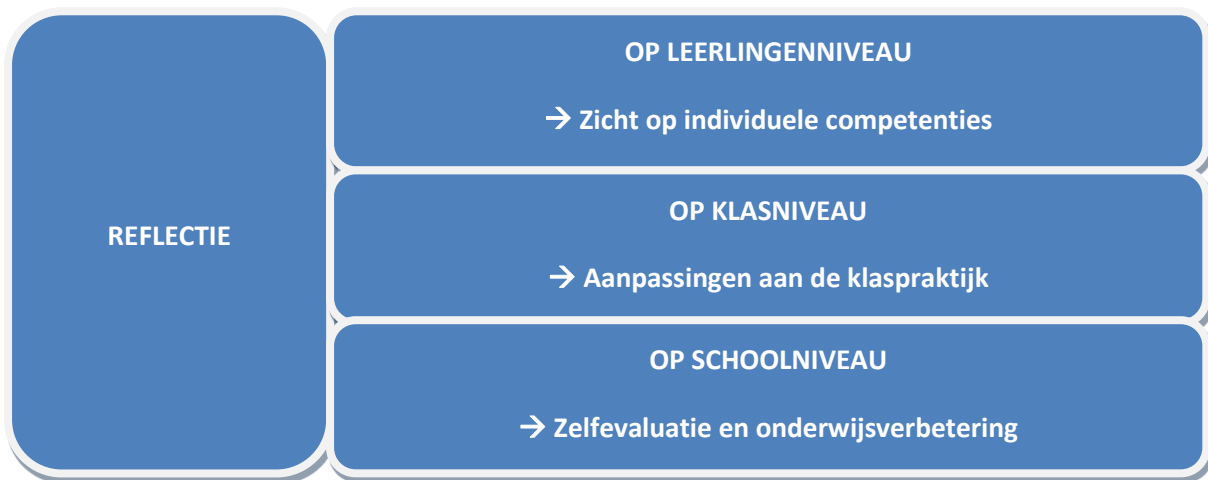 REFLECTIE
OP LEERLINGENNIVEAU
→ Zicht op individuele competenties
OP KLASNIVEAU
→ Aanpassingen aan de klaspraktijk
OP SCHOOLNIVEAU
→ Zelfevaluatie en onderwijsverbetering